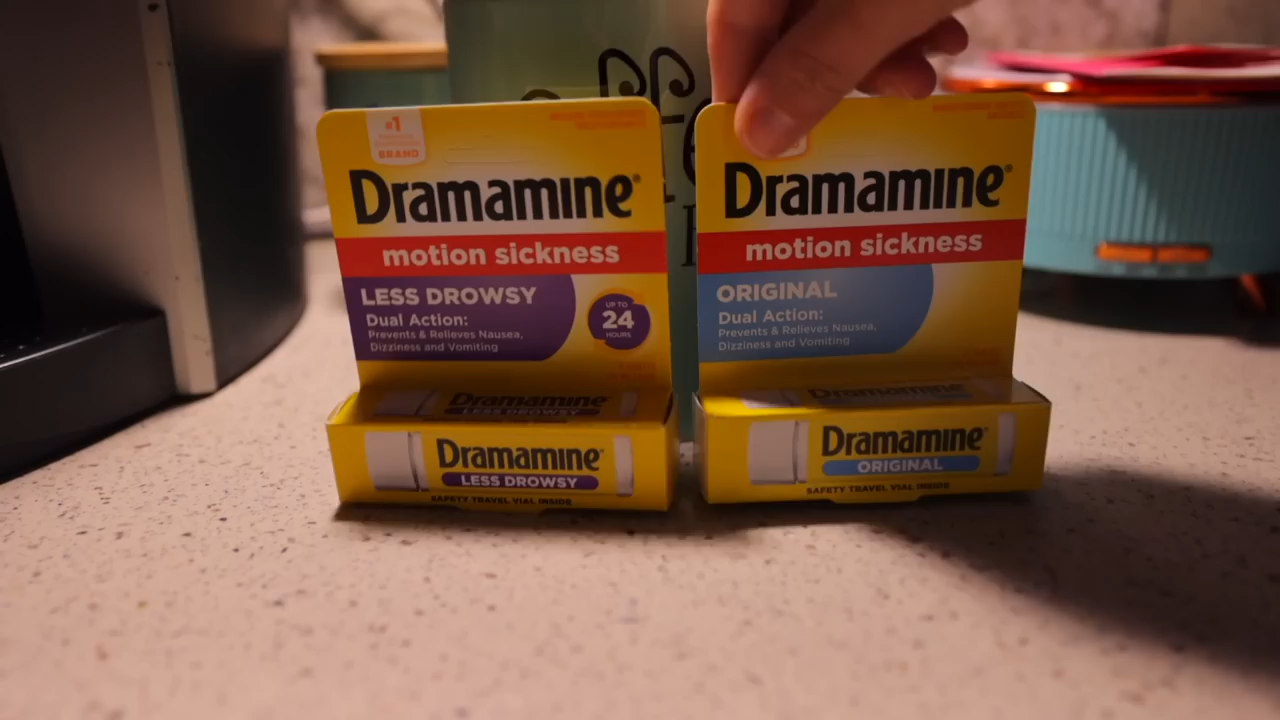 #1
BRAND
Dramamine®
motion sickness
LESS DROWSY
Dual Action:
Prevents & Relieves Nausea,
Dizziness and Vomiting
UP TO
24
HOURS
Dramamine
LESS DROWSY
Dramamine®
LESS DROWSY
SAFETY TRAVEL VIAL INSIDE
Dramamine®
motion sickness
ORIGINAL
Dual Action:
Prevents & Relieves Nausea,
Dizziness and Vomiting
Dramamine
Dramamine®
ORIGINAL
SAFETY TRAVEL VIAL INSIDE